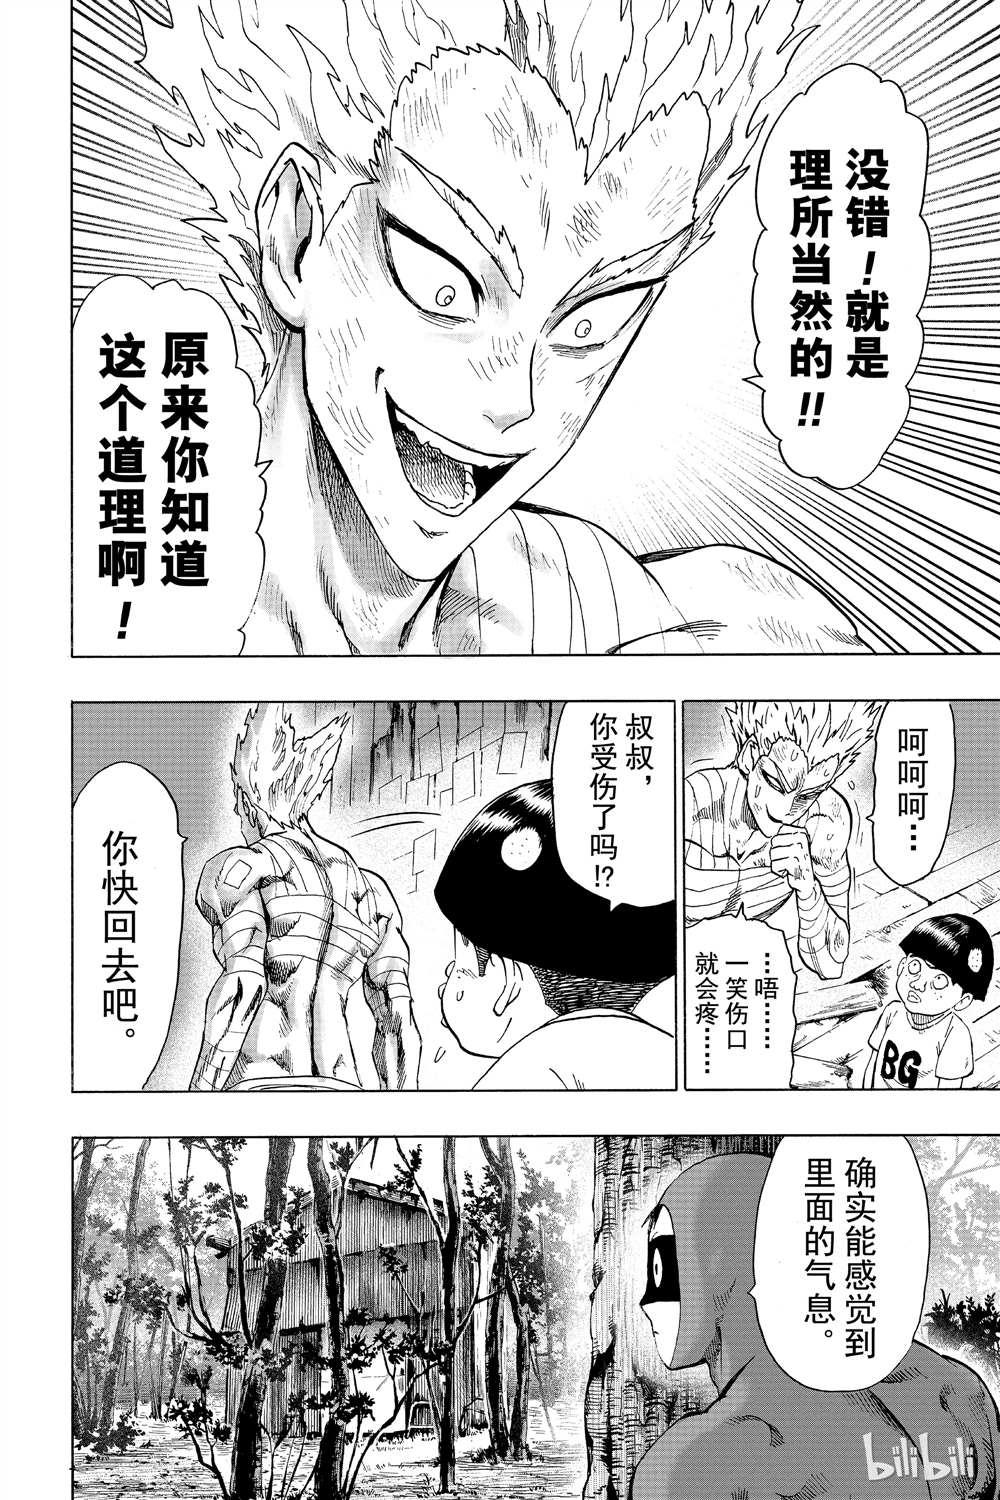 没错!就是
理所当然的!!
原来你知道
这个道理啊!
呵呵呵…
…唔……
一笑伤口
就会疼……
BG
叔叔,
你受伤了吗!?
你快回去吧。
确实能感觉到
里面的气息。
bilibili